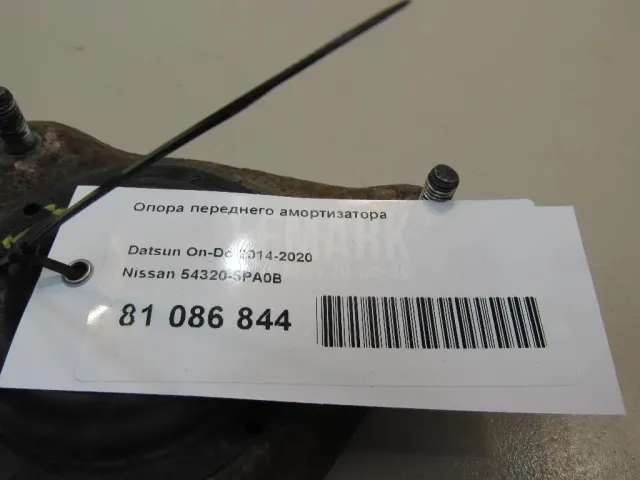 Опора переднего амортизатора
Datsun On-Do 2014-2020
Nissan 54320-5PA0B
81 086 844